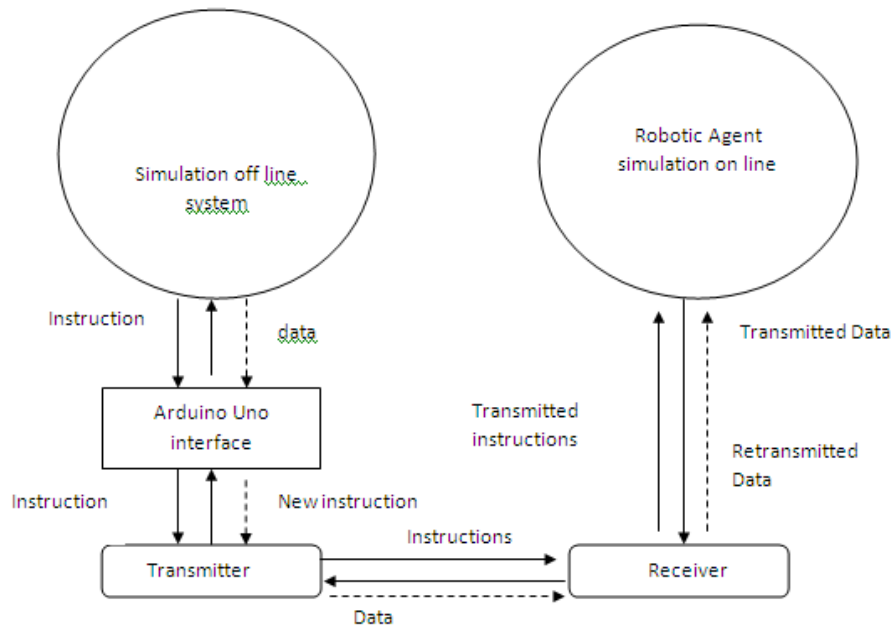 Simulation off line
system
Robotic Agent
simulation on line
Instruction
data
Transmitted Data
Arduino Uno
interface
Transmitted
instructions
Retransmitted
Data
Instruction
New instruction
Instructions
Transmitter
Receiver
Data